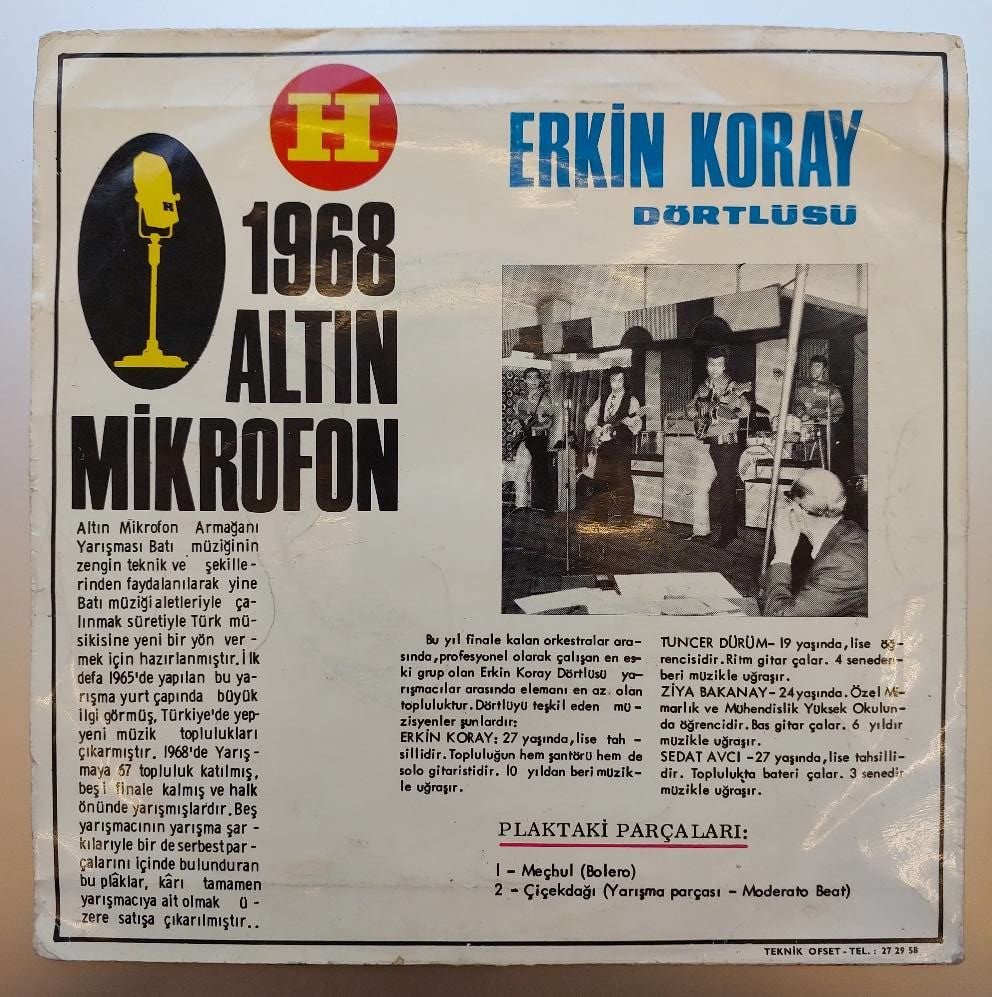 H
1968
ALTIN
MİKROFON
Altın Mikrofon Armağanı
Yarışması Batı müziğinin
zengin teknik ve şekille-
rinden faydalanılarak yine
Batı müziği aletleriyle ça-
lınmak sûretiyle Türk mü-
sikisine yeni bir yön ver -
mek için hazırlanmıştır. İlk
defa 1965'de yapılan bu ya-
rışma yurt çapında büyük
ilgi görmüş, Türkiye'de yep-
yeni müzik toplulukları
çıkarmıştır. 1968'de Yarış-
maya 67 topluluk katılmış,
beşi finale kalmış ve halk
önünde yarışmışlardır. Beş
yarışmacının yarışma şar -
kılarıyle bir de serbest par-
çalarını içinde bulunduran
bu plâklar, kârı tamamen
yarışmacıya ait olmak ü -
zere satışa çıkarılmıştır..
ERKİN KORAY
DÖRTLÜSÜ
Bu yıl finale kalan orkestralar ara-
sında, profesyonel olarak çalışan en es-
ki grup olan Erkin Koray Dörtlüsü ya-
rışmacılar arasında elemanı en az olan
topluluktur. Dörtlüyü teşkil eden mü -
zisyenler şunlardır:
ERKİN KORAY: 27 yaşında, lise tah -
sillidir. Topluluğun hem şantörü hem de
solo gitaristidir. 10 yıldan beri müzik-
le uğraşır.
TUNCER DÜRÜM- 19 yaşında, lise öğ-
rencisidir. Ritm gitar çalar. 4 seneden-
beri müzikle uğraşır.
ZİYA BAKANAY- 24 yaşında. Özel Mi-
marlık ve Mühendislik Yüksek Okulun-
da öğrencidir. Bas gitar çalar. 6 yıldır
müzikle uğraşır.
SEDAT AVCI -27 yaşında, lise tahsilli-
dir. Toplulukta bateri çalar. 3 senedir
müzikle uğraşır.
PLAKTAKİ PARÇALARI:
1 - Meçhul (Bolero)
2 - Çiçekdağı (Yarışma parçası - Moderato Beat)
TEKNİK OFSET - TEL. : 27 29 58